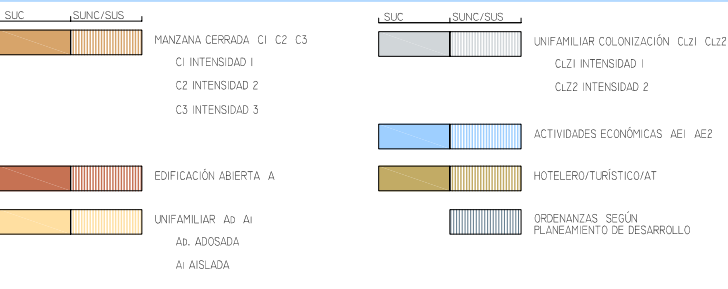 SUC SUNC/SUS
MANZANA CERRADA C1 C2 C3
C1 INTENSIDAD 1
C2 INTENSIDAD 2
C3 INTENSIDAD 3
EDIFICACIÓN ABIERTA A
UNIFAMILIAR AD AI
AD. ADOSADA
AI AISLADA
SUC SUNC/SUS
UNIFAMILIAR COLONIZACIÓN CLZ1 CLZ2
CLZ1 INTENSIDAD 1
CLZ2 INTENSIDAD 2
ACTIVIDADES ECONÓMICAS AE1 AE2
HOTELERO/TURÍSTICO/AT
ORDENANZAS SEGÚN
PLANEAMIENTO DE DESARROLLO